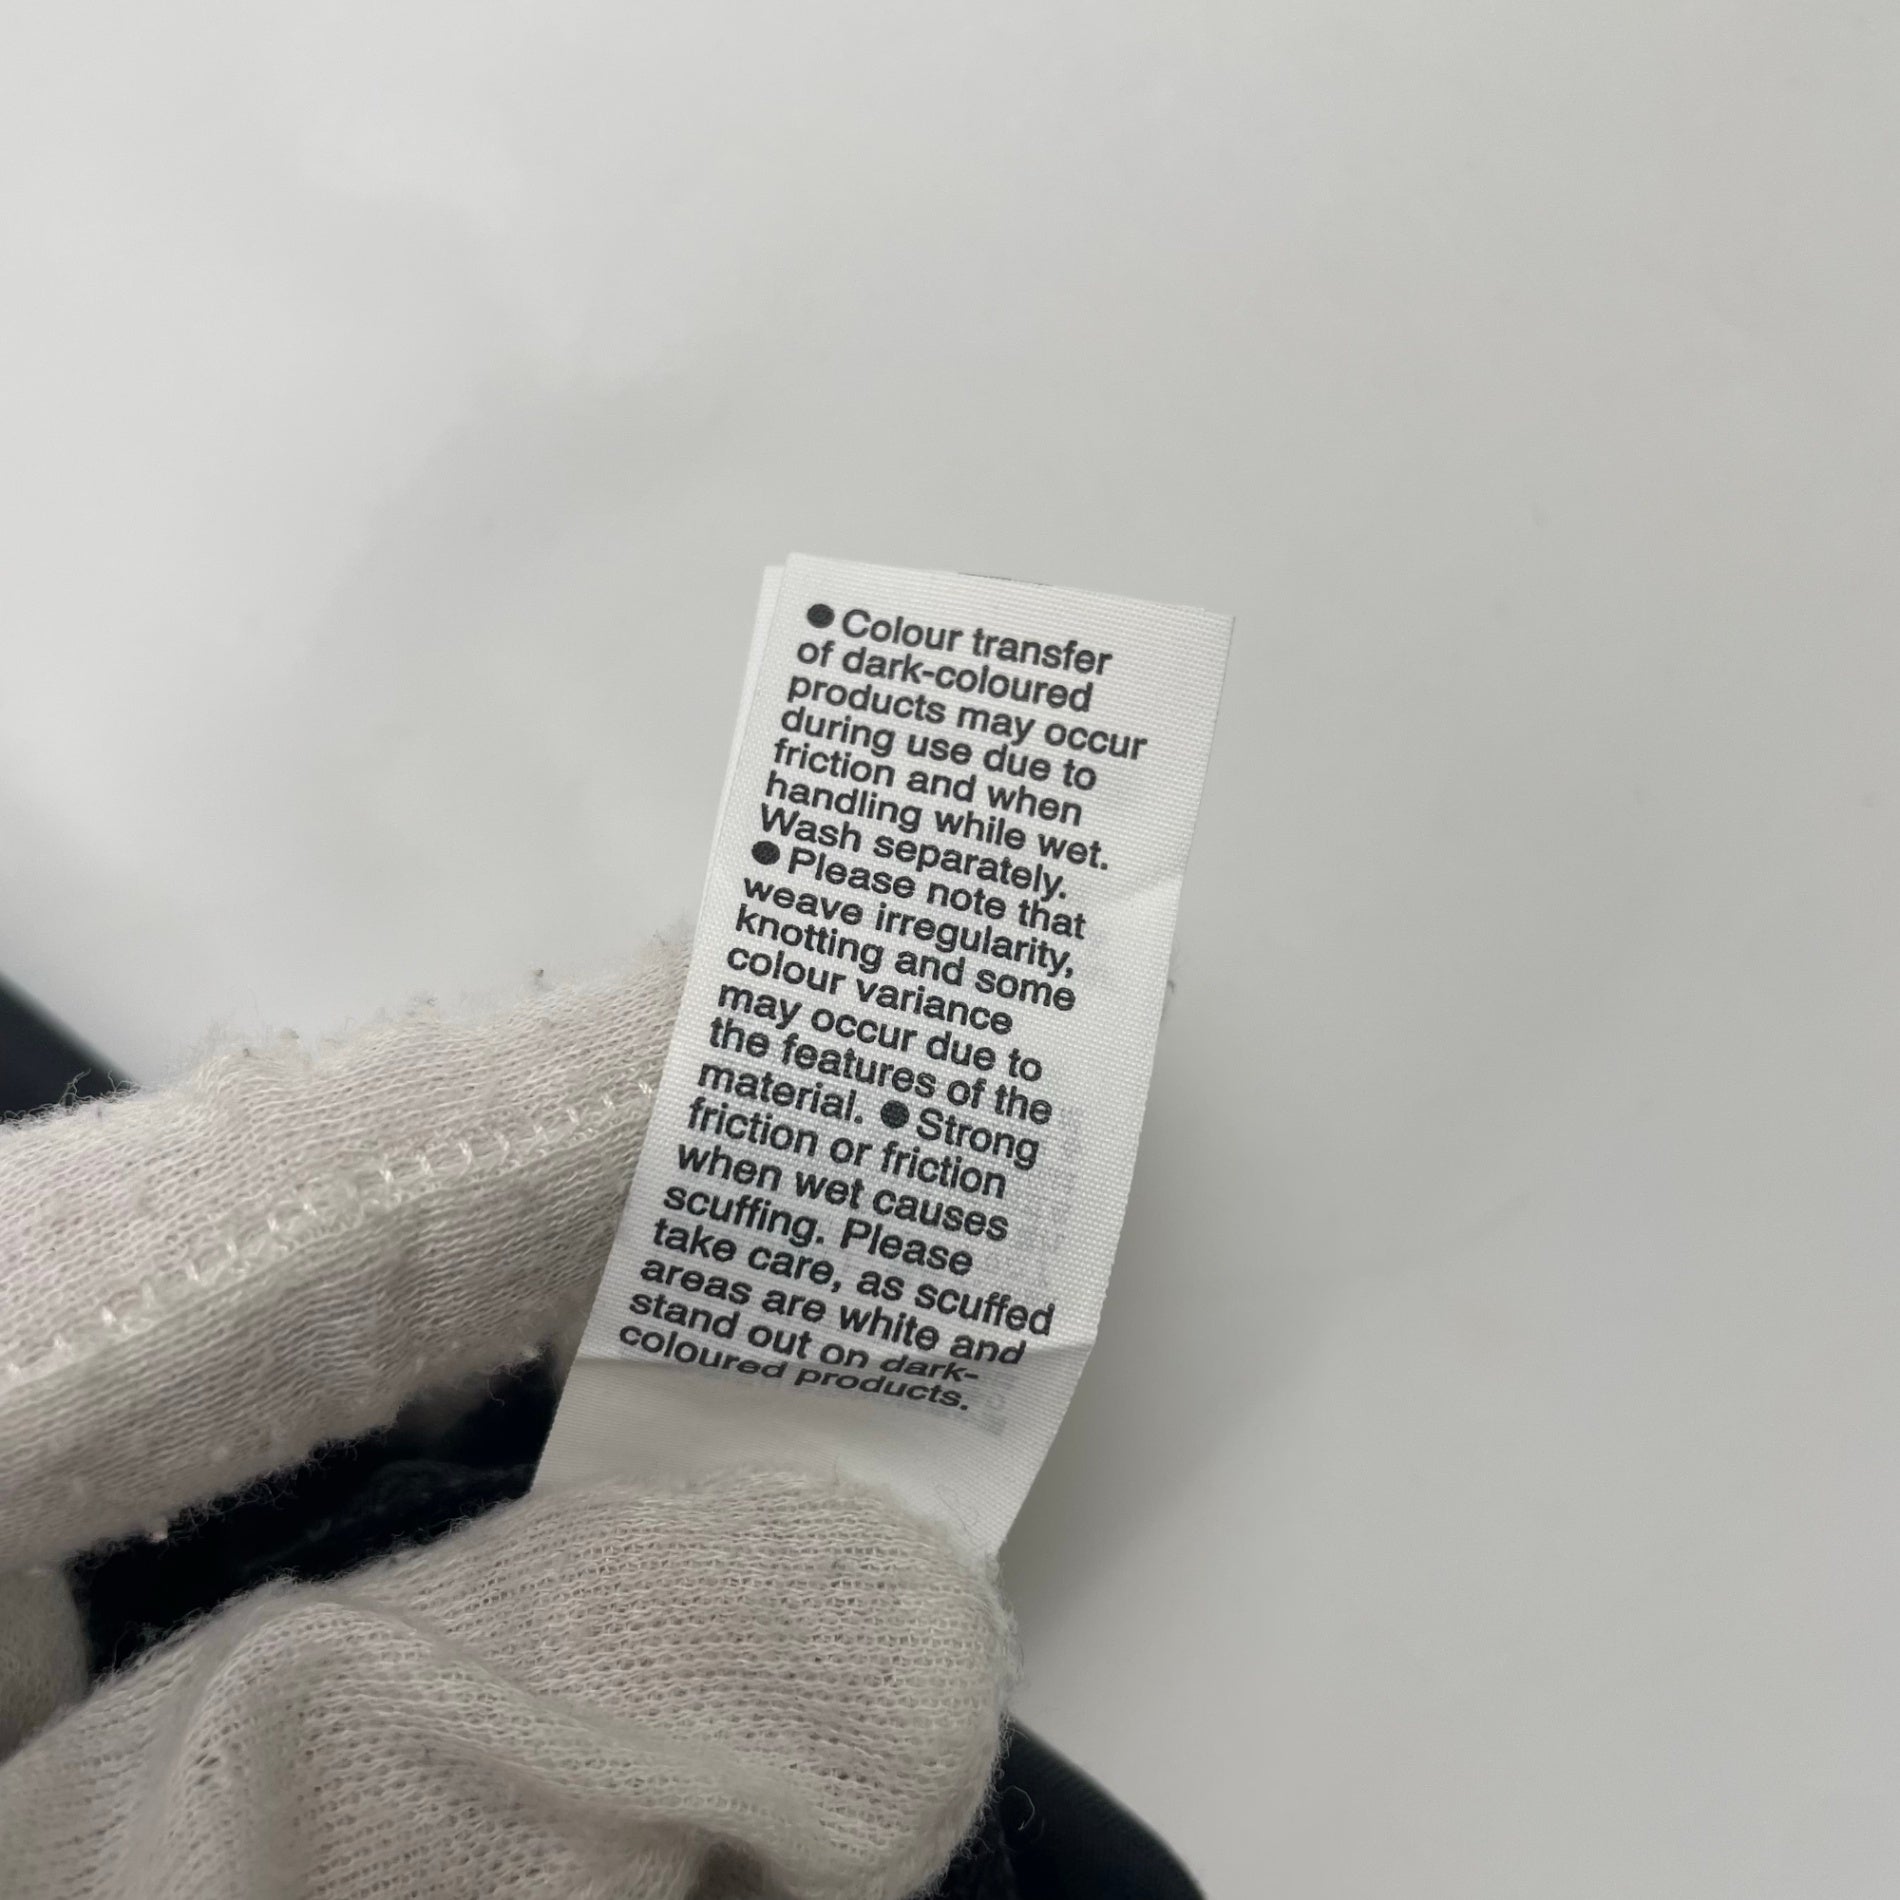 ● Colour transfer
of dark-coloured
products may occur
during use due to
friction and when
handling while wet.
Wash separately.
● Please note that
weave irregularity,
knotting and some
colour variance
may occur due to
the features of the
material. ● Strong
friction or friction
when wet causes
scuffing. Please
take care, as scuffed
areas are white and
stand out on dark-
coloured products.